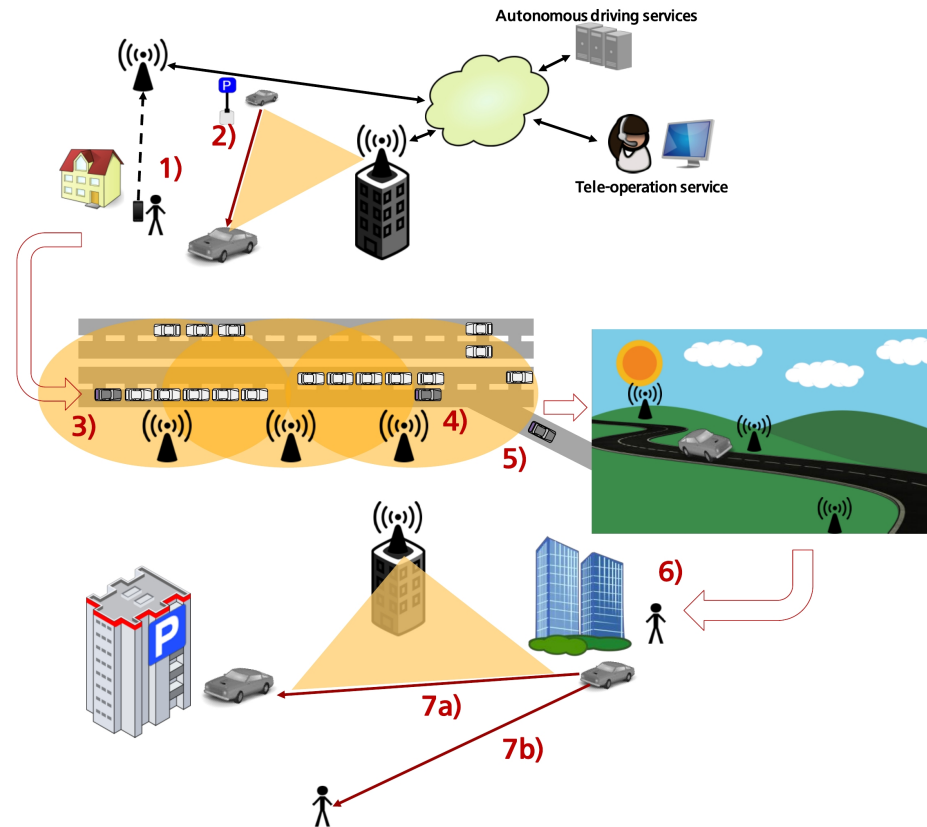 Autonomous driving services
P
2)
1)
Tele-operation service
3)
4)
5)
6)
P
7a)
7b)